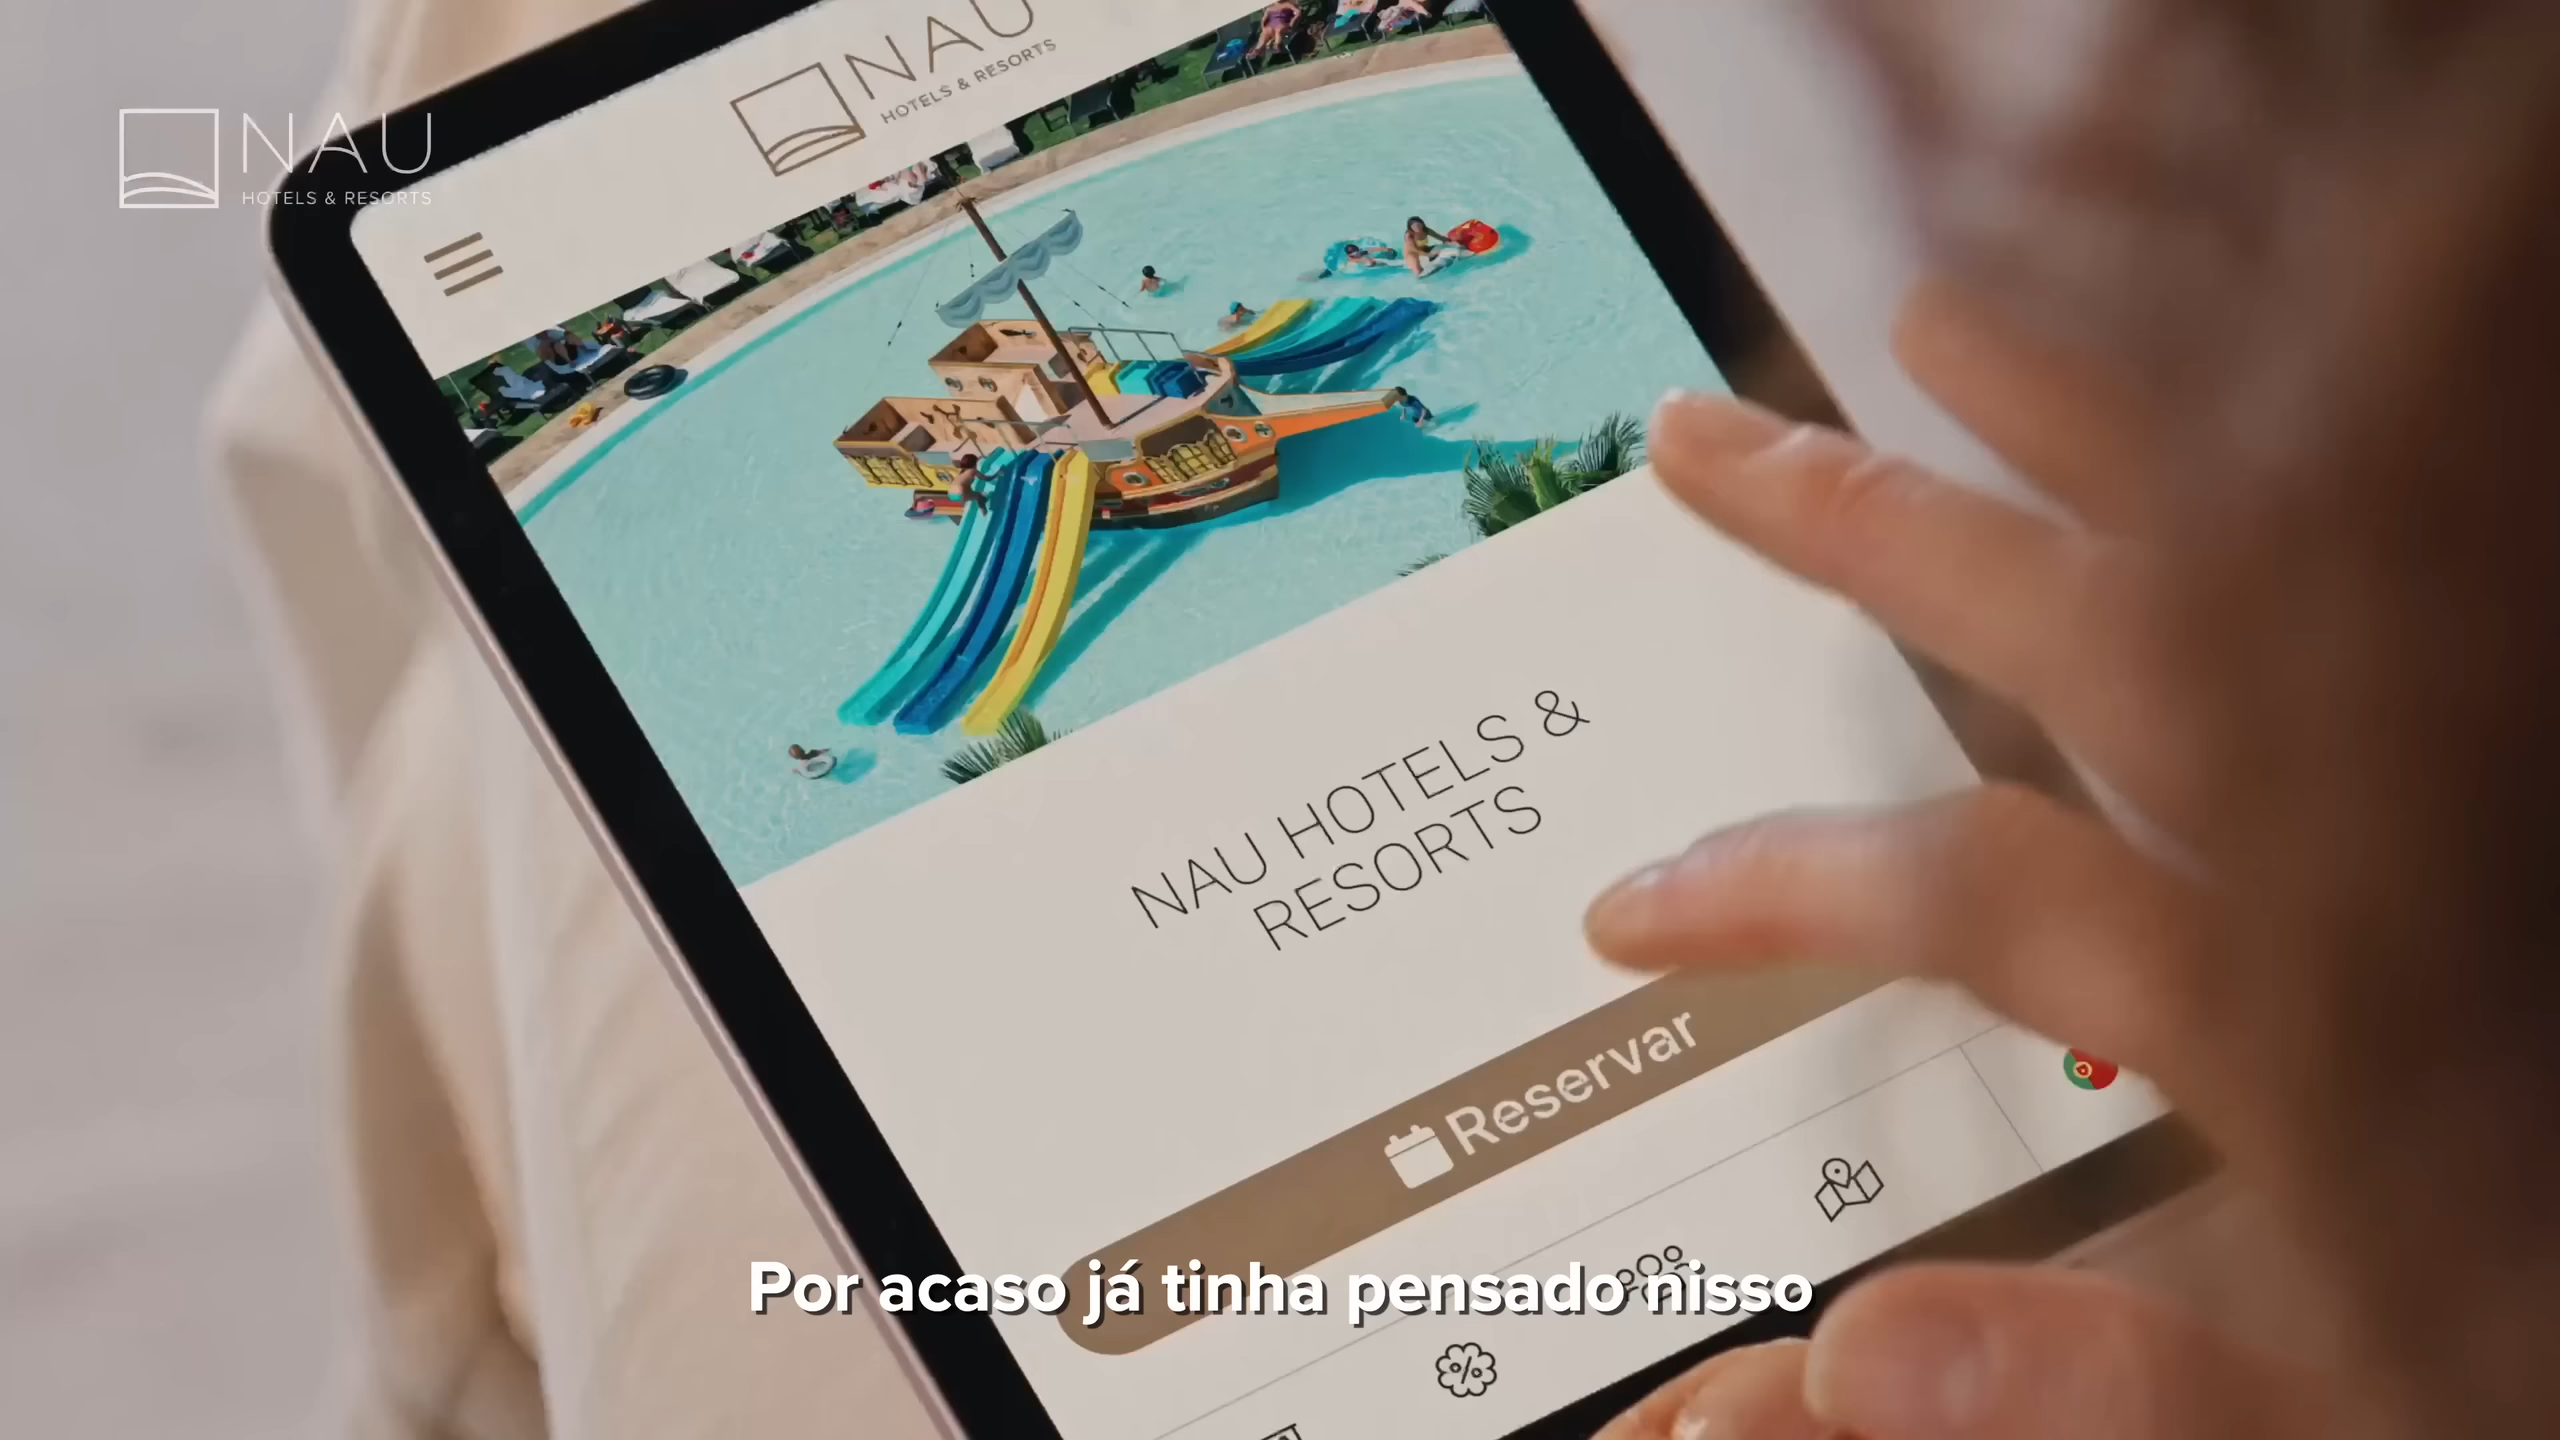 NAU
HOTELS & RESORTS
NAU
HOTELS & RESORTS
NAU HOTELS &
RESORTS
Reservar
Por acaso já tinha pensado nisso